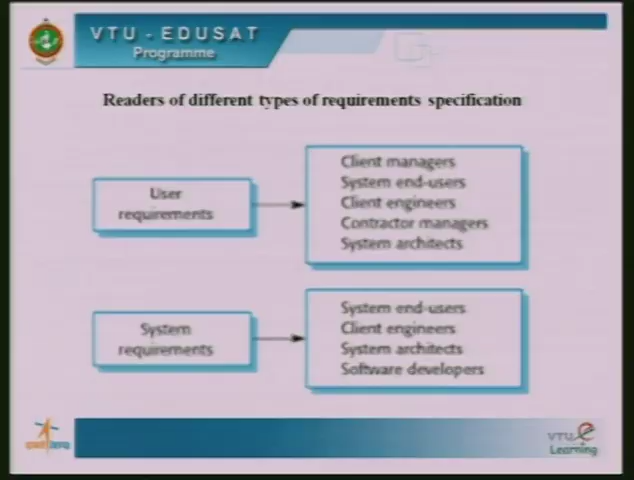 VTU - EDUSAT
Programme
Readers of different types of requirements specification
User
requirements
Client managers
System end-users
Client engineers
Contractor managers
System architects
System
requirements
System end-users
Client engineers
System architects
Software developers
VTU e
Learning